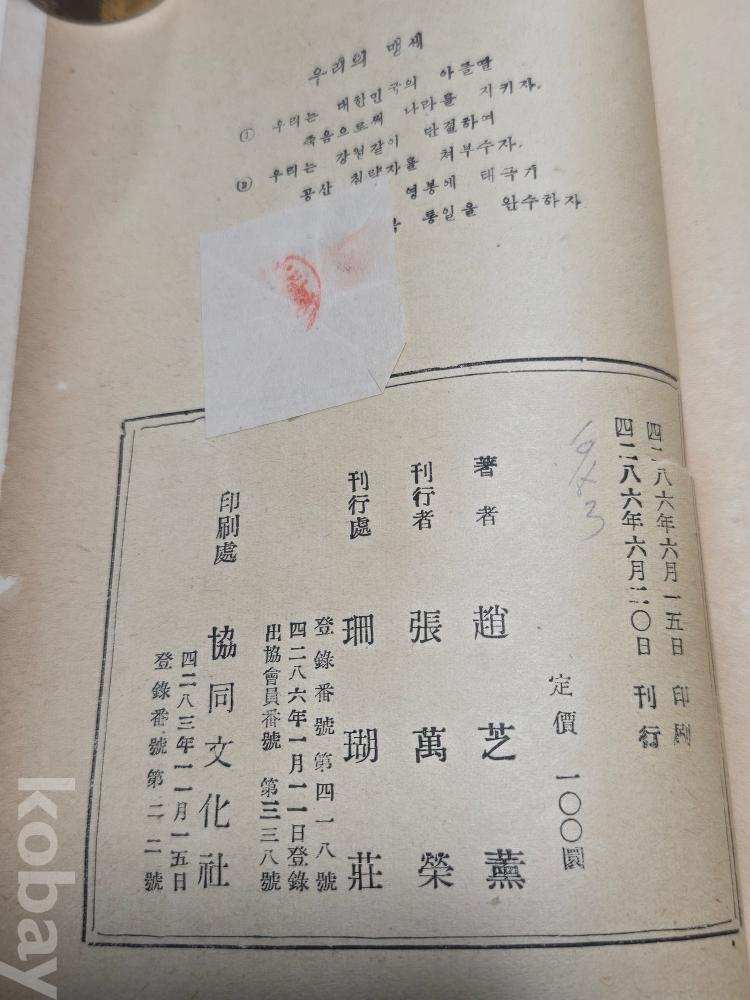 우리의 맹세
① 우리는 대한민국의 아들딸
죽음으로써 나라를 지키자.
② 우리는 강철같이 단결하여
공산 침략자를 처부수자.
영봉에 태극기
통일을 완수하자
四二八六年六月一五日 印刷
四二八六年六月二〇日 刊行
定價 一〇〇圜
著者 趙芝薰
刊行者 張萬榮
刊行處 珊瑚莊
登錄番號 第四一八號
四二八六年一月一一日登錄
出協會員番號 第三三八號
印刷處 協同文化社
四二八三年一一月一五日
登錄番號第二二號
kobay